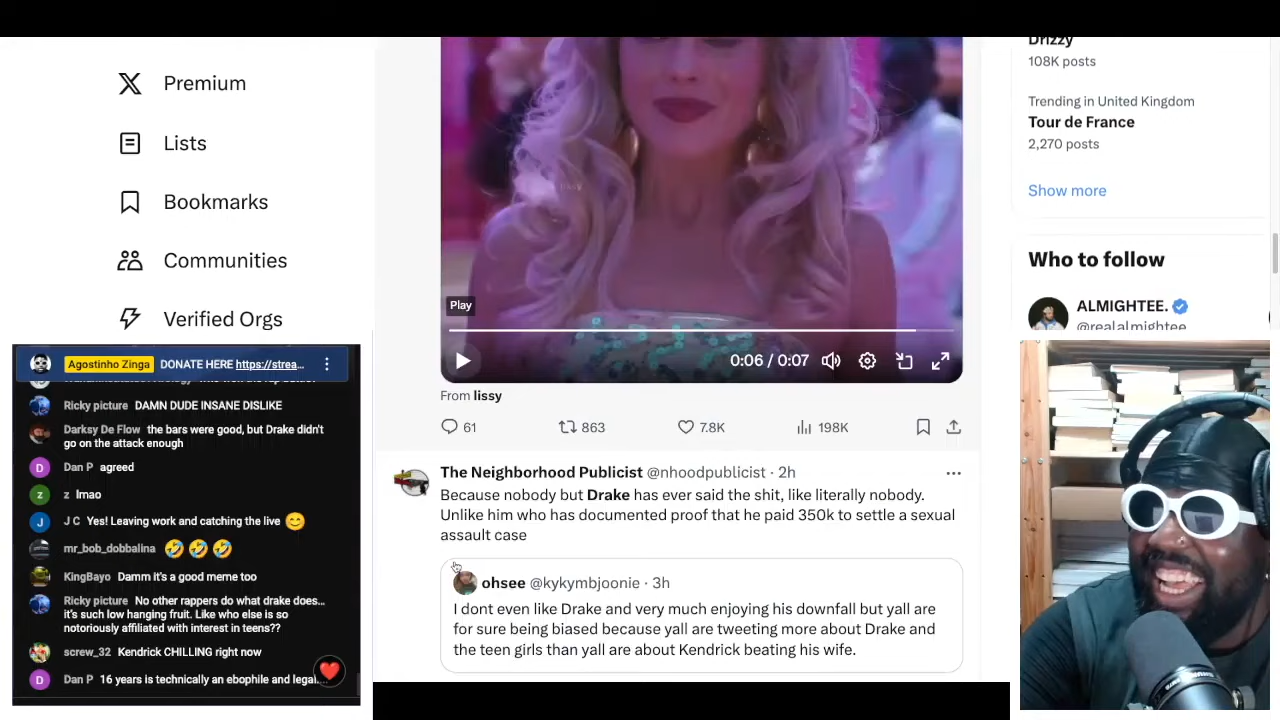 Premium
Lists
Bookmarks
Communities
Verified Orgs
Agostinho Zinga DONATE HERE https://strea...
Ricky picture DAMN DUDE INSANE DISLIKE
Darksy De Flow the bars were good, but Drake didn't
go on the attack enough
D Dan P agreed
z z lmao
J J C Yes! Leaving work and catching the live
mr_bob_dobbalina
KingBayo Damm it's a good meme too
Ricky picture No other rappers do what drake does...
it's such low hanging fruit. Like who else is so
notoriously affiliated with interest in teens??
screw_32 Kendrick CHILLING right now
D Dan P 16 years is technically an ebophile and legal...
Play
0:06 / 0:07
From lissy
61 863 7.8K 198K
The Neighborhood Publicist @nhoodpublicist · 2h
Because nobody but Drake has ever said the shit, like literally nobody.
Unlike him who has documented proof that he paid 350k to settle a sexual
assault case
ohsee @kykymbjoonie · 3h
I dont even like Drake and very much enjoying his downfall but yall are
for sure being biased because yall are tweeting more about Drake and
the teen girls than yall are about Kendrick beating his wife.
Drizzy
108K posts
Trending in United Kingdom
Tour de France
2,270 posts
Show more
Who to follow
ALMIGHTEE.
@realalmightee